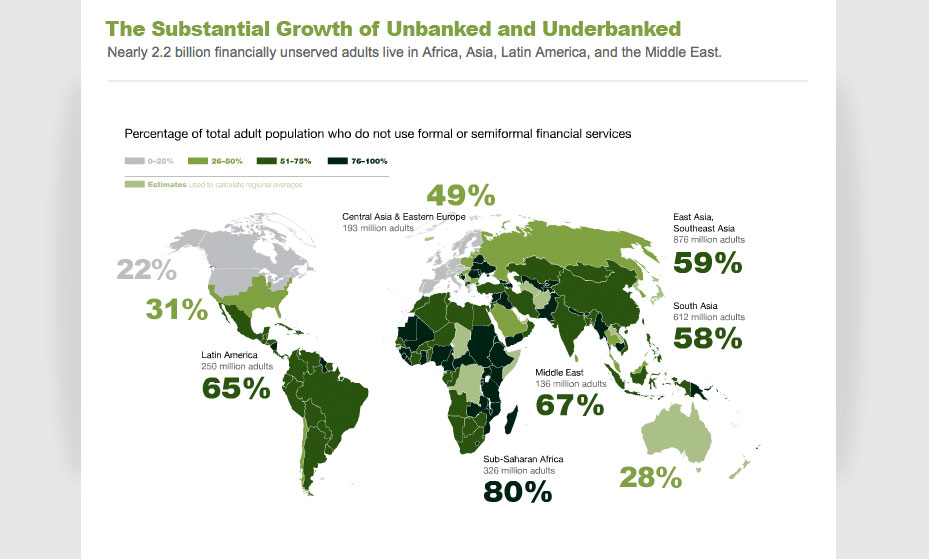 The Substantial Growth of Unbanked and Underbanked
Nearly 2.2 billion financially unserved adults live in Africa, Asia, Latin America, and the Middle East.
Percentage of total adult population who do not use formal or semiformal financial services
0–25% 26–50% 51–75% 76–100%
Estimates used to calculate regional averages
49%
Central Asia & Eastern Europe
193 million adults
East Asia,
Southeast Asia
876 million adults
59%
22%
31%
South Asia
612 million adults
58%
Latin America
250 million adults
65%
Middle East
136 million adults
67%
Sub-Saharan Africa
326 million adults
80%
28%